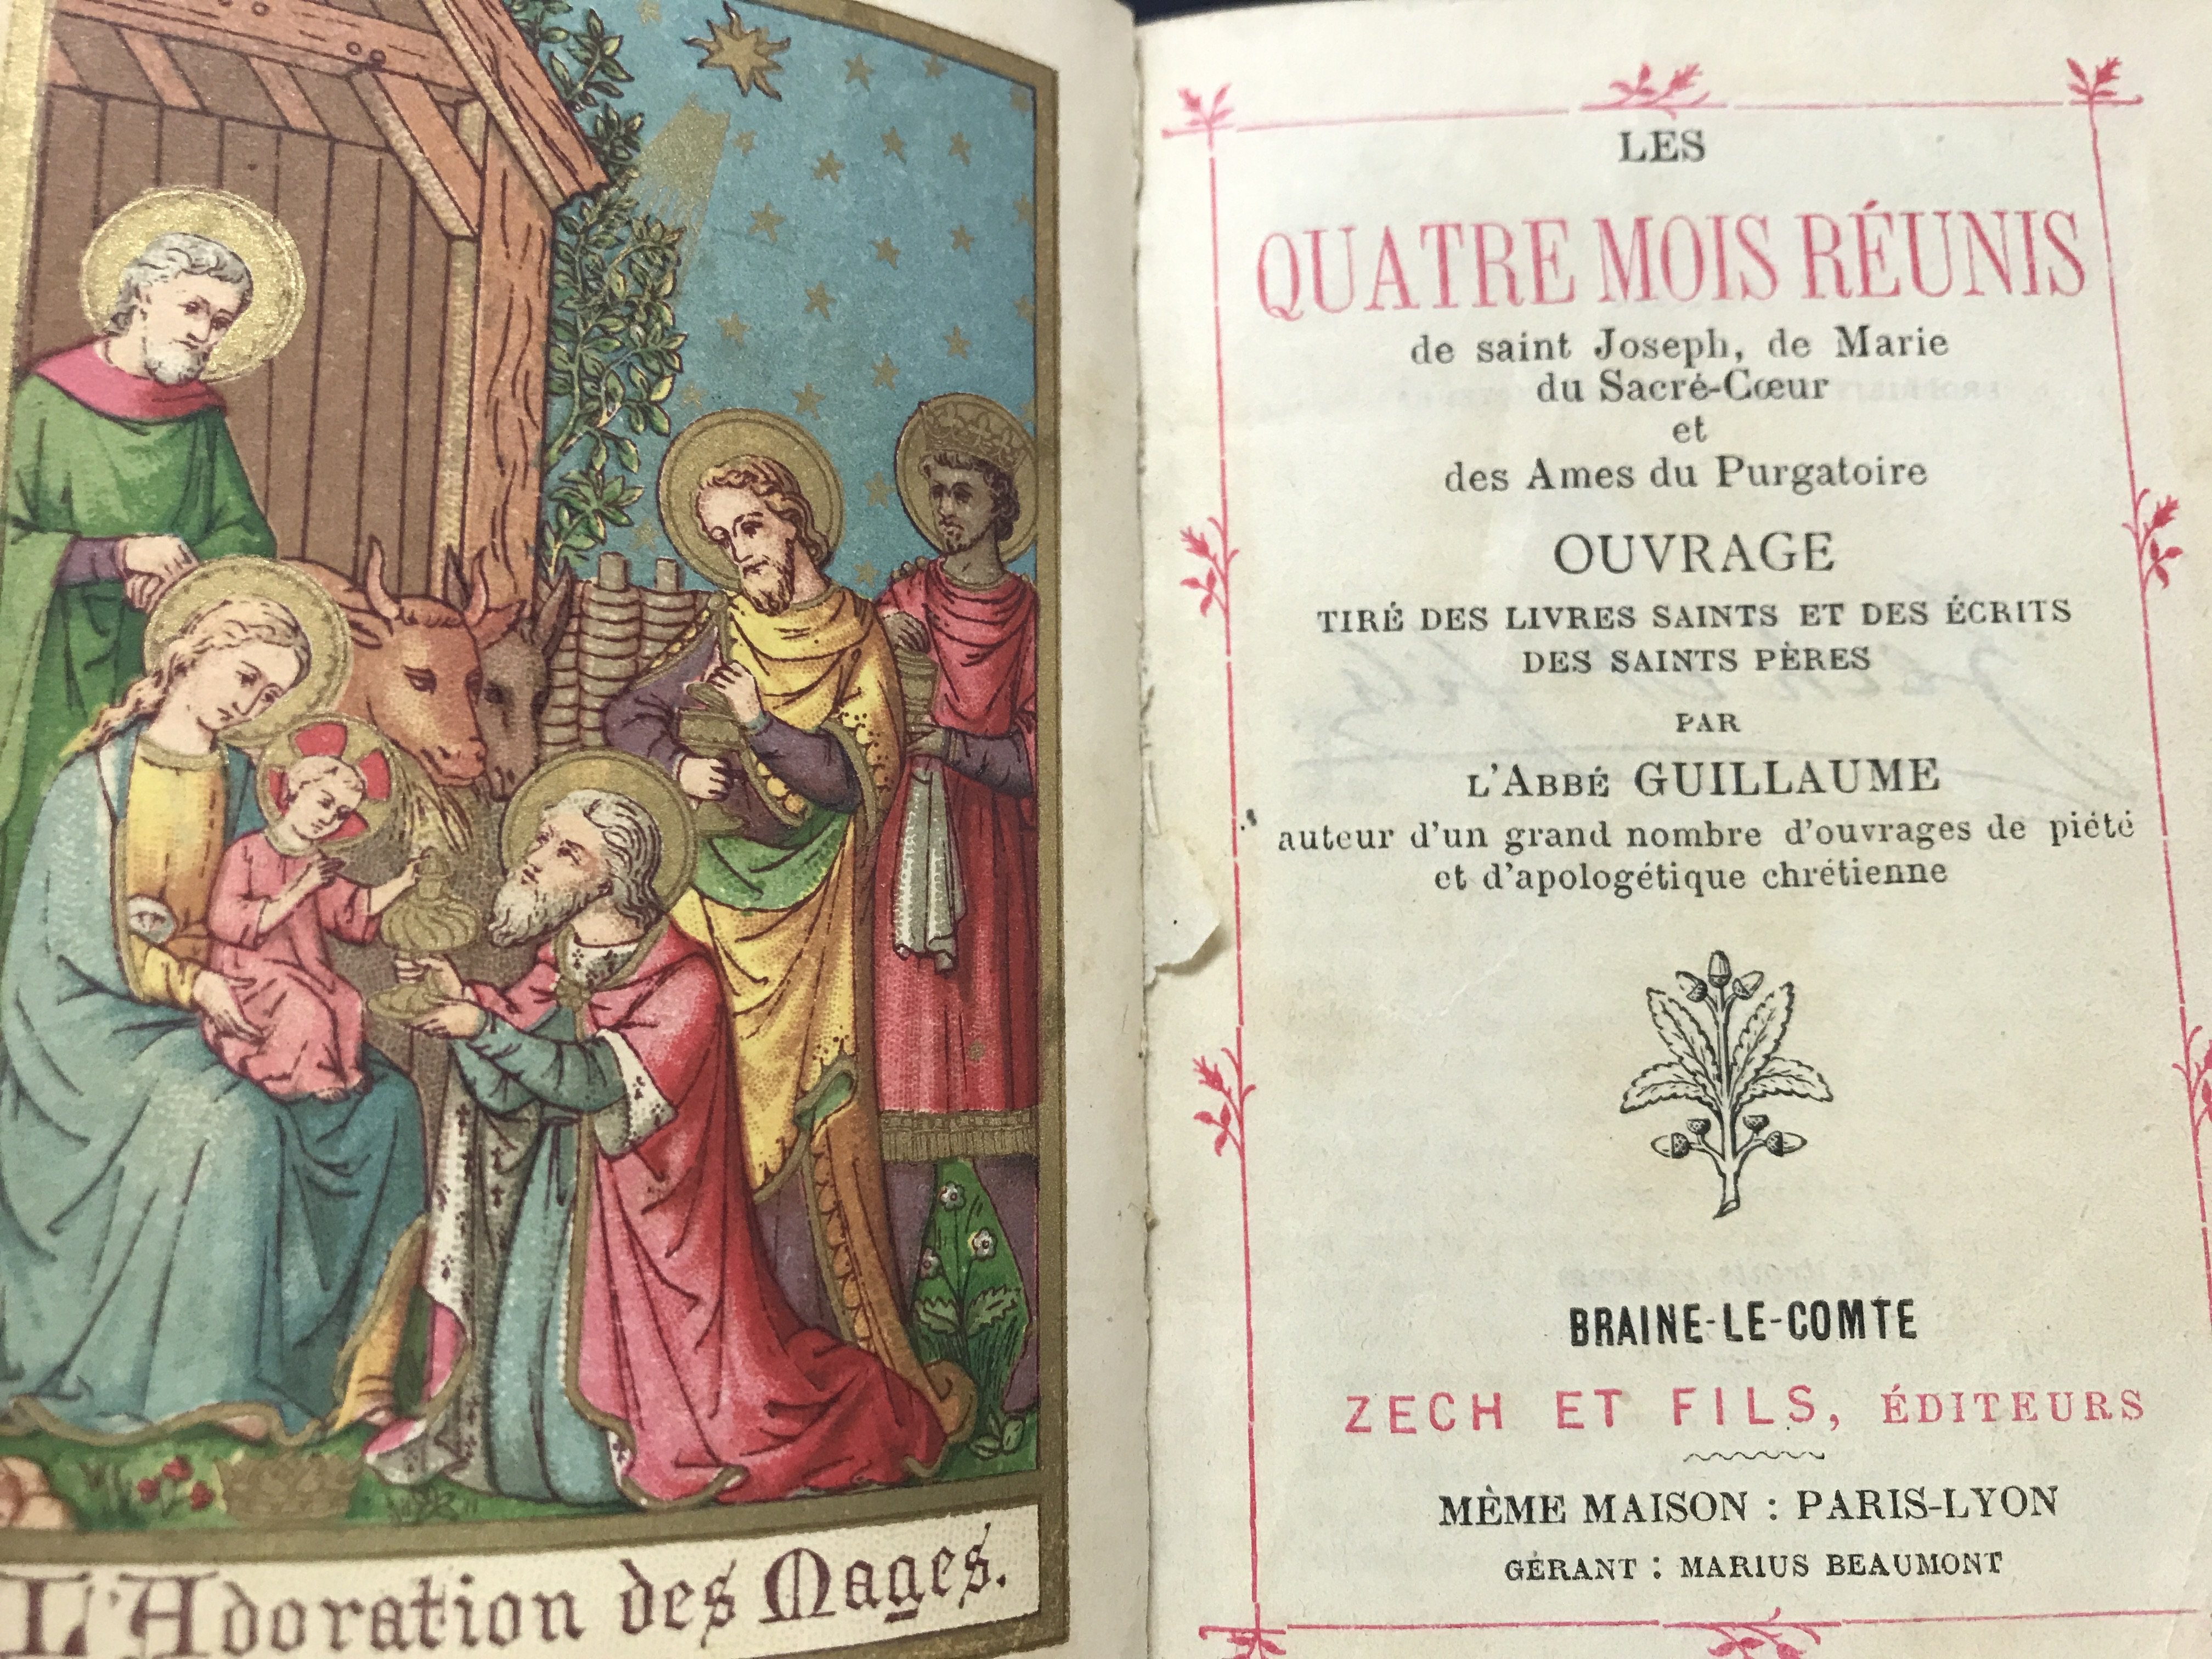 L'Adoration des Mages.
LES
QUATRE MOIS RÉUNIS
de saint Joseph, de Marie
du Sacré-Cœur
et
des Ames du Purgatoire
OUVRAGE
TIRÉ DES LIVRES SAINTS ET DES ÉCRITS
DES SAINTS PÈRES
PAR
L'ABBÉ GUILLAUME
auteur d'un grand nombre d'ouvrages de piété
et d'apologétique chrétienne
BRAINE-LE-COMTE
ZECH ET FILS, ÉDITEURS
MÊME MAISON : PARIS-LYON
GÉRANT : MARIUS BEAUMONT